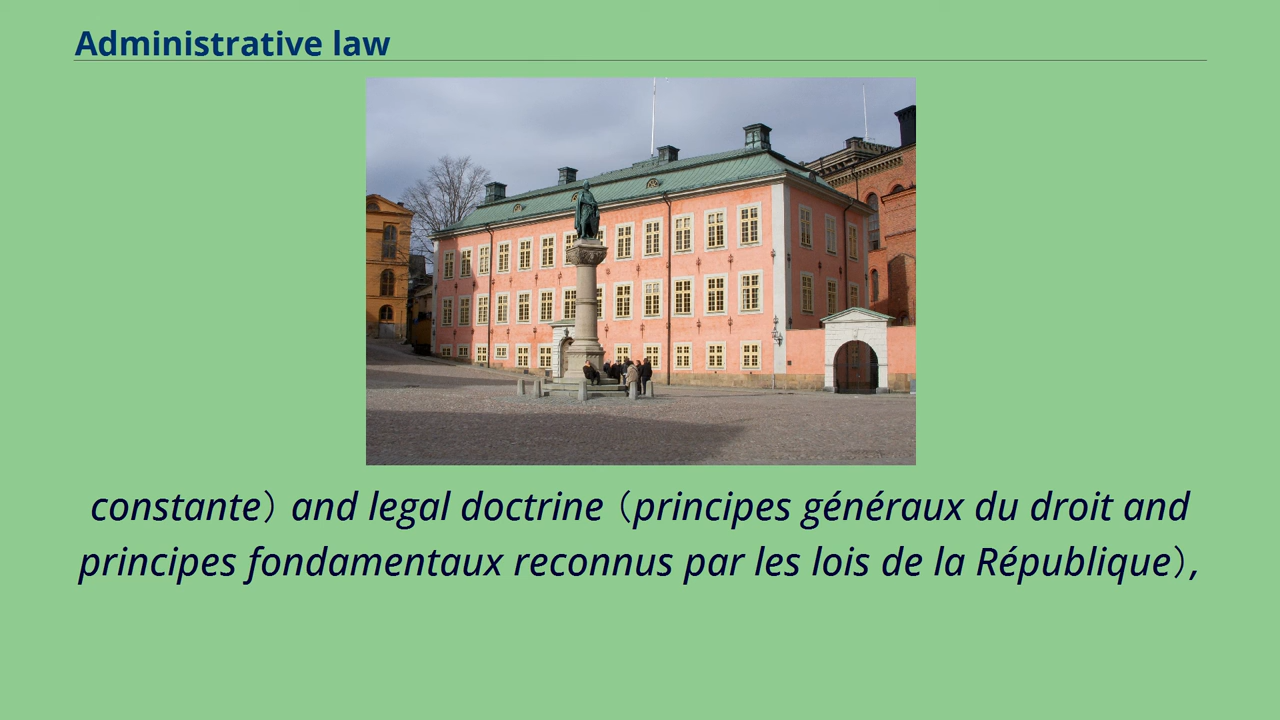 Administrative law
constante) and legal doctrine (principes généraux du droit and
principes fondamentaux reconnus par les lois de la République),